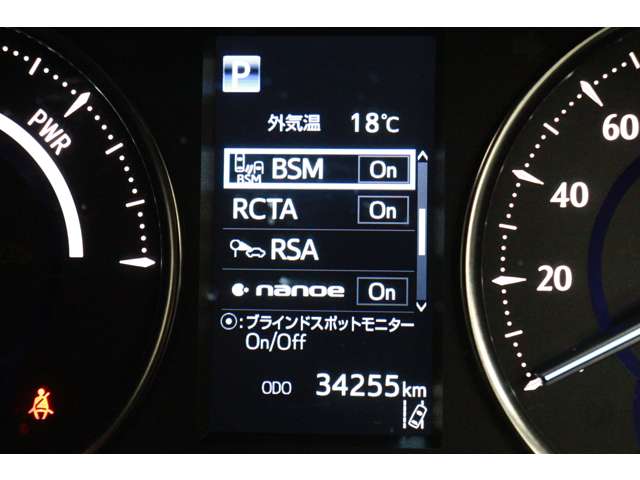 P
外気温 18℃
BSM BSM On
RCTA On
RSA
nanoe On
⦿:ブラインドスポットモニター
On/Off
ODO 34255km
PWR
60
40
20